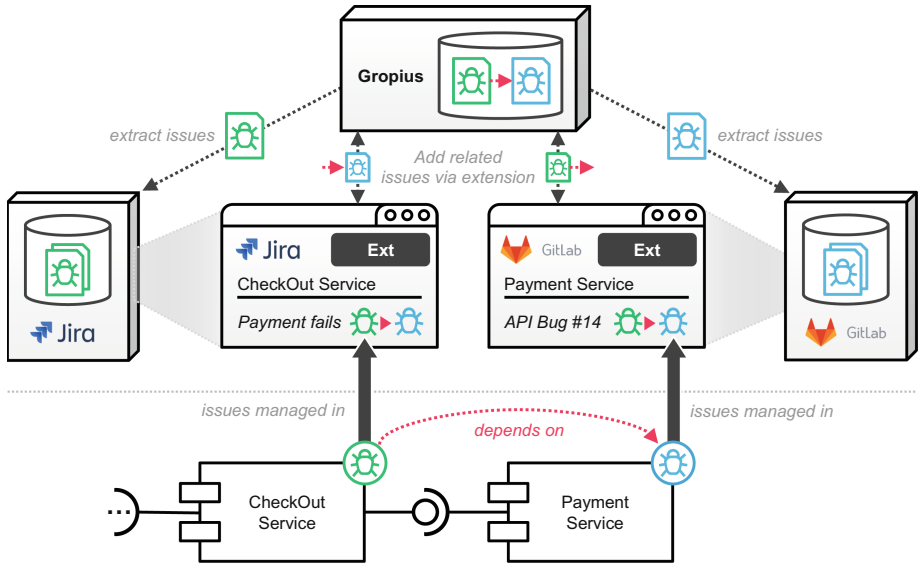 Gropius
extract issues
extract issues
Add related
issues via extension
Jira
Ext
CheckOut Service
Payment fails
GitLab
Ext
Payment Service
API Bug #14
Jira
GitLab
issues managed in
depends on
issues managed in
...
CheckOut
Service
Payment
Service